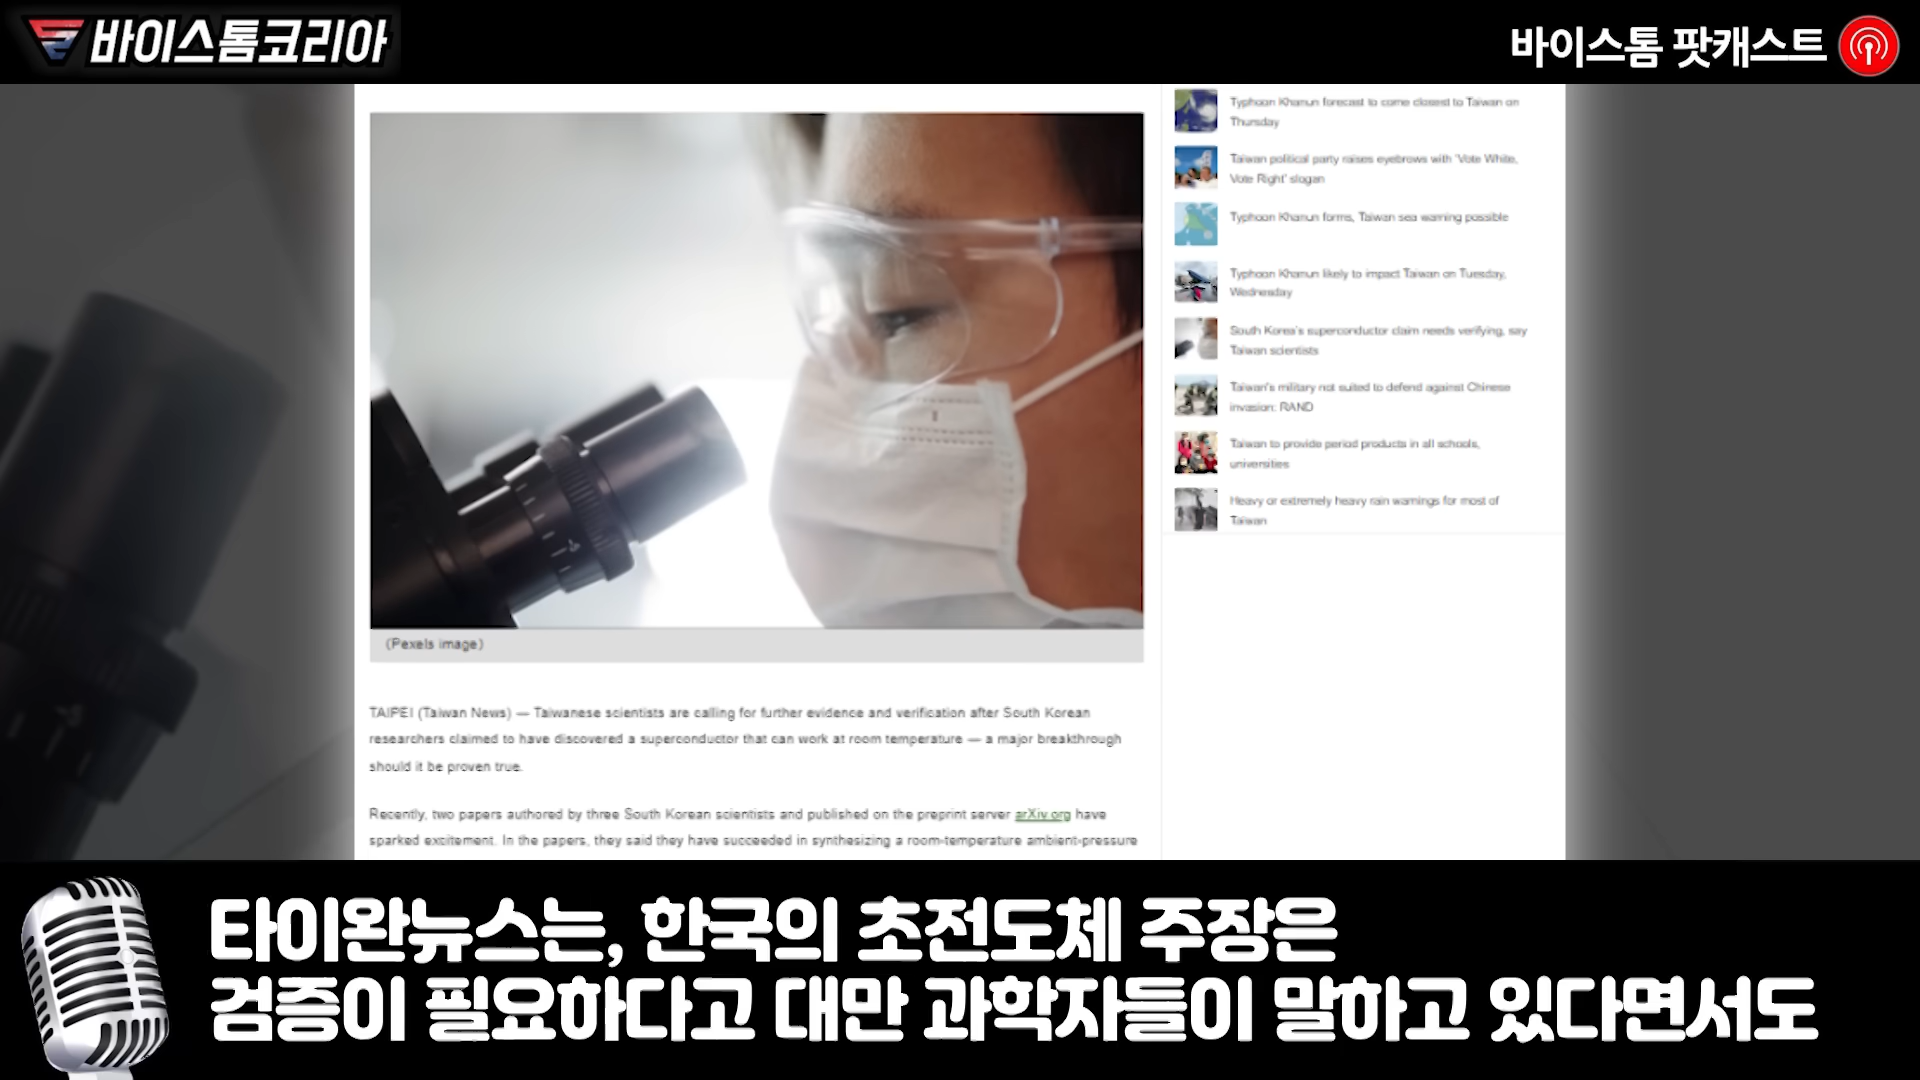 바이스톰코리아
바이스톰 팟캐스트
Typhoon Khanun forecast to come closest to Taiwan on
Thursday
Taiwan political party raises eyebrows with 'Vote White,
Vote Right' slogan
Typhoon Khanun forms, Taiwan sea warning possible
Typhoon Khanun likely to impact Taiwan on Tuesday,
Wednesday
South Korea's superconductor claim needs verifying, say
Taiwan scientists
Taiwan's military not suited to defend against Chinese
invasion: RAND
Taiwan to provide period products in all schools,
universities
Heavy or extremely heavy rain warnings for most of
Taiwan
(Pexels image)
TAIPEI (Taiwan News) — Taiwanese scientists are calling for further evidence and verification after South Korean
researchers claimed to have discovered a superconductor that can work at room temperature — a major breakthrough
should it be proven true.
Recently, two papers authored by three South Korean scientists and published on the preprint server arXiv.org have
sparked excitement. In the papers, they said they have succeeded in synthesizing a room-temperature ambient-pressure
타이완뉴스는, 한국의 초전도체 주장은
검증이 필요하다고 대만 과학자들이 말하고 있다면서도